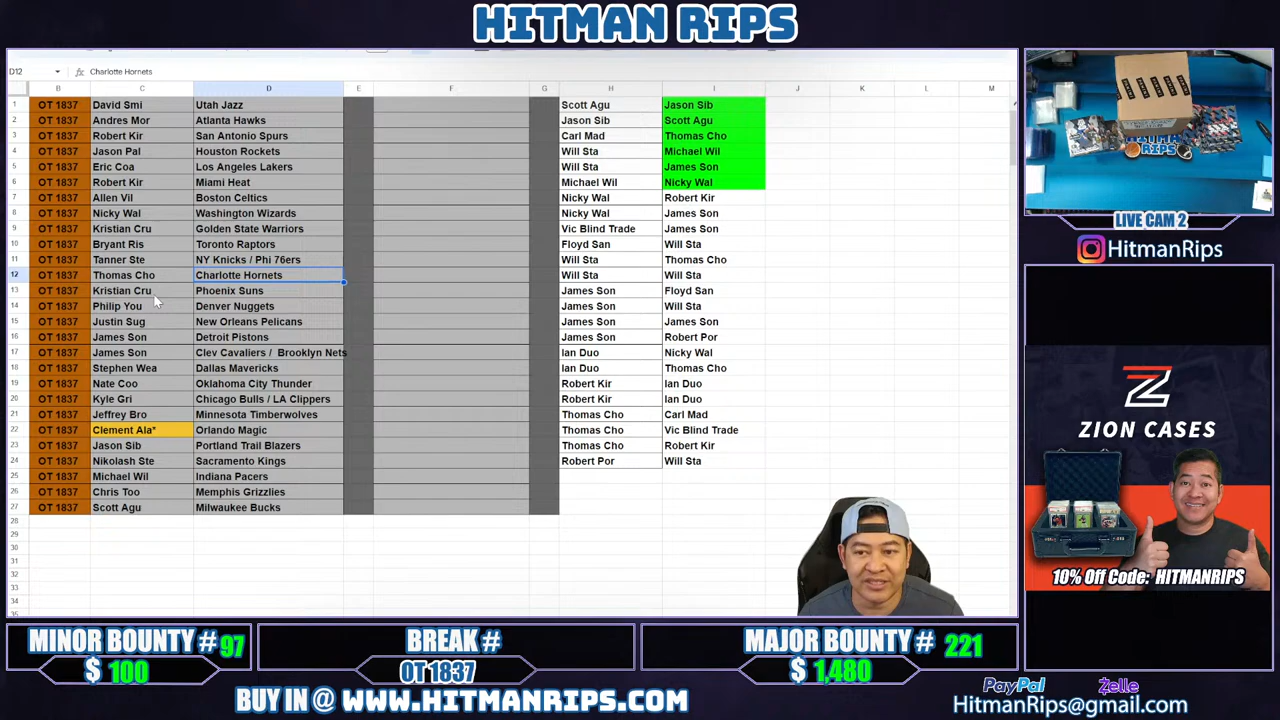 HITMAN RIPS
D12 fx Charlotte Hornets
B C D E F G H I J K L M
1 OT 1837 David Smi Utah Jazz Scott Agu Jason Sib
2 OT 1837 Andres Mor Atlanta Hawks Jason Sib Scott Agu
3 OT 1837 Robert Kir San Antonio Spurs Carl Mad Thomas Cho
4 OT 1837 Jason Pal Houston Rockets Will Sta Michael Wil
5 OT 1837 Eric Coa Los Angeles Lakers Will Sta James Son
6 OT 1837 Robert Kir Miami Heat Michael Wil Nicky Wal
7 OT 1837 Allen Vil Boston Celtics Nicky Wal Robert Kir
8 OT 1837 Nicky Wal Washington Wizards Nicky Wal James Son
9 OT 1837 Kristian Cru Golden State Warriors Vic Blind Trade James Son
10 OT 1837 Bryant Ris Toronto Raptors Floyd San Will Sta
11 OT 1837 Tanner Ste NY Knicks / Phi 76ers Will Sta Thomas Cho
12 OT 1837 Thomas Cho Charlotte Hornets Will Sta Will Sta
13 OT 1837 Kristian Cru Phoenix Suns James Son Floyd San
14 OT 1837 Philip You Denver Nuggets James Son Will Sta
15 OT 1837 Justin Sug New Orleans Pelicans James Son James Son
16 OT 1837 James Son Detroit Pistons James Son Robert Por
17 OT 1837 James Son Clev Cavaliers / Brooklyn Nets Ian Duo Nicky Wal
18 OT 1837 Stephen Wea Dallas Mavericks Ian Duo Thomas Cho
19 OT 1837 Nate Coo Oklahoma City Thunder Robert Kir Ian Duo
20 OT 1837 Kyle Gri Chicago Bulls / LA Clippers Robert Kir Ian Duo
21 OT 1837 Jeffrey Bro Minnesota Timberwolves Thomas Cho Carl Mad
22 OT 1837 Clement Ala* Orlando Magic Thomas Cho Vic Blind Trade
23 OT 1837 Jason Sib Portland Trail Blazers Thomas Cho Robert Kir
24 OT 1837 Nikolash Ste Sacramento Kings Robert Por Will Sta
25 OT 1837 Michael Wil Indiana Pacers
26 OT 1837 Chris Too Memphis Grizzlies
27 OT 1837 Scott Agu Milwaukee Bucks
28
29
30
31
32
33
34
35
RIPS
LIVE CAM 2
HitmanRips
ZION CASES
10% Off Code: HITMANRIPS
MINOR BOUNTY # 97
$ 100
BREAK #
OT 1837
MAJOR BOUNTY # 221
$ 1,480
BUY IN @ WWW.HITMANRIPS.COM
PayPal Zelle
HitmanRips@gmail.com